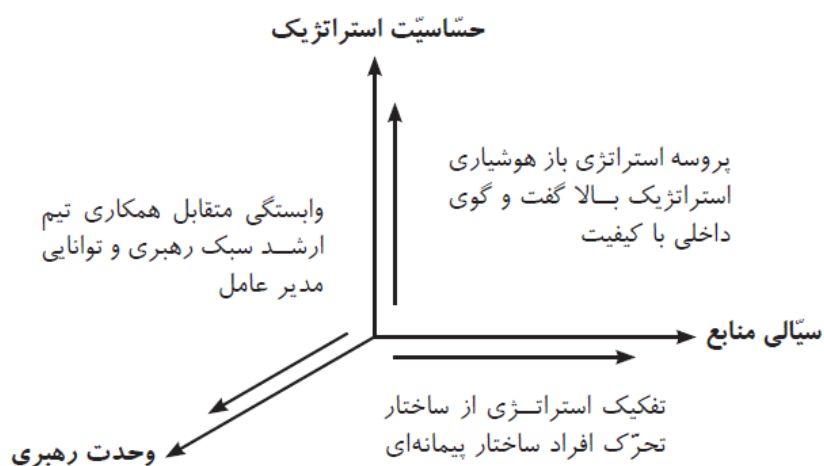 حسّاسیّت استراتژیک
پروسه استراتژی باز هوشیاری
استراتژیک بالا گفت و گوی
داخلی با کیفیت
وابستگی متقابل همکاری تیم
ارشد سبک رهبری و توانایی
مدیر عامل
سیّالی منابع
تفکیک استراتژی از ساختار
تحرّک افراد ساختار پیمانه‌ای
وحدت رهبری